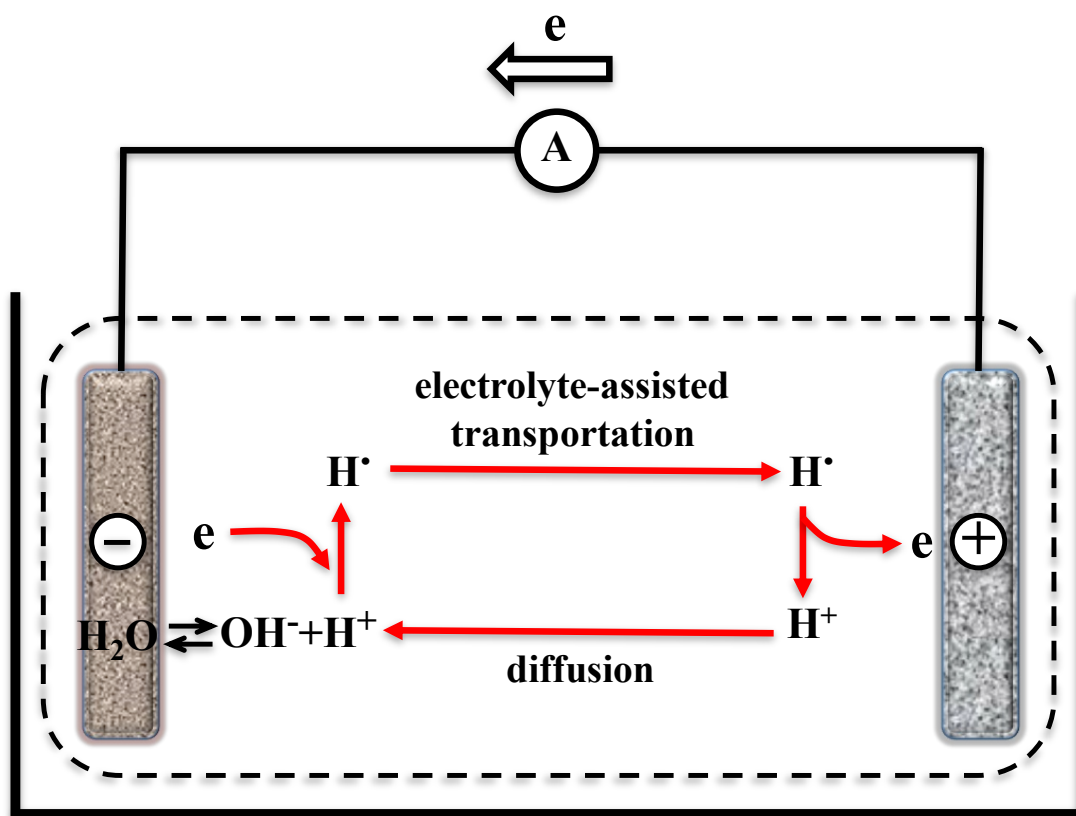 e
A
electrolyte-assisted
transportation
H• H•
− e e +
H₂O OH⁻+H⁺ H⁺
diffusion